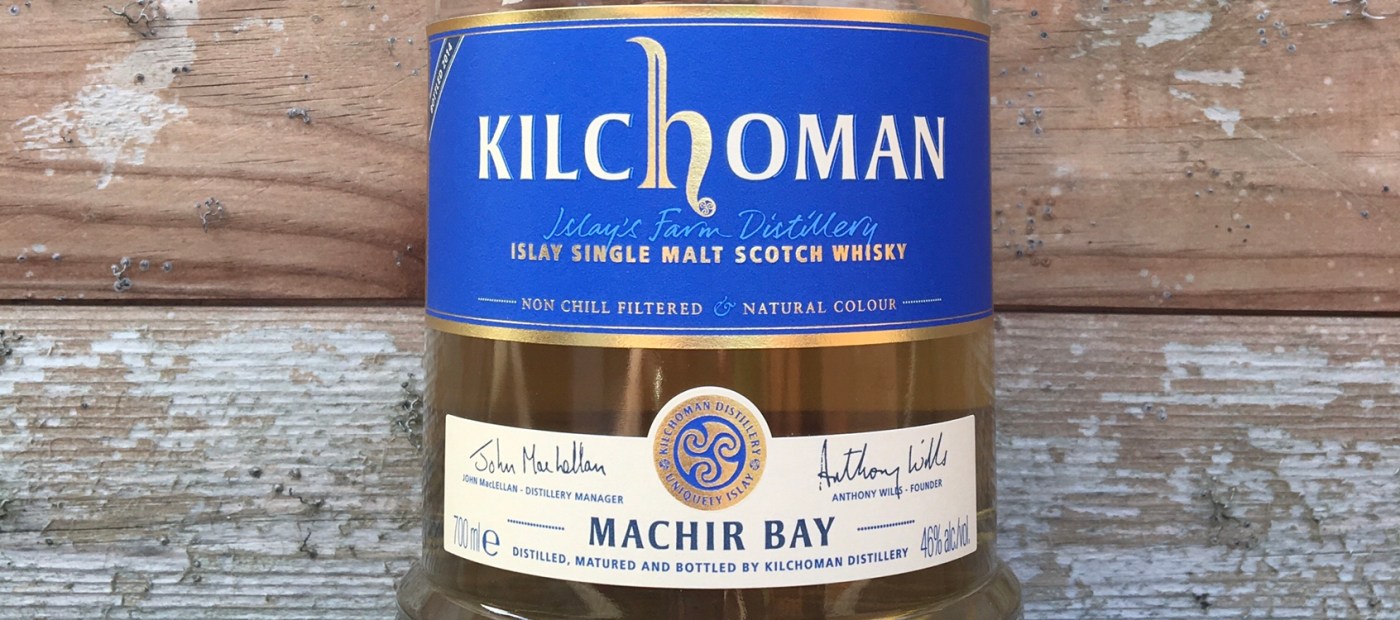 BOTTLED 2014
KILCHOMAN
Islay's Farm Distillery
ISLAY SINGLE MALT SCOTCH WHISKY
NON CHILL FILTERED & NATURAL COLOUR
KILCHOMAN DISTILLERY
UNIQUELY ISLAY
John MacLellan
Anthony Wills
JOHN MacLELLAN - DISTILLERY MANAGER
ANTHONY WILLS - FOUNDER
700 ml e
MACHIR BAY
46% alc/vol.
DISTILLED, MATURED AND BOTTLED BY KILCHOMAN DISTILLERY